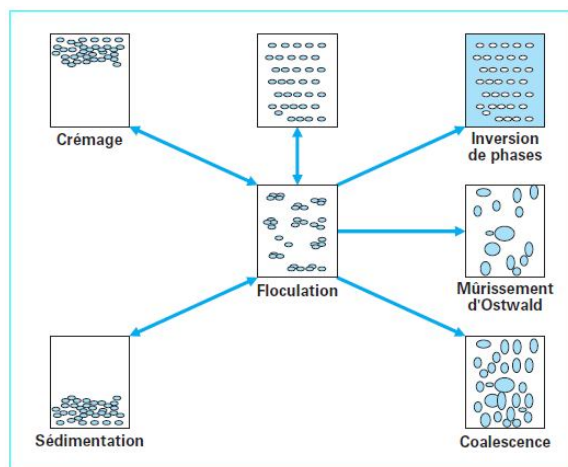 Crémage
Inversion
de phases
Floculation
Mûrissement
d'Ostwald
Sédimentation
Coalescence